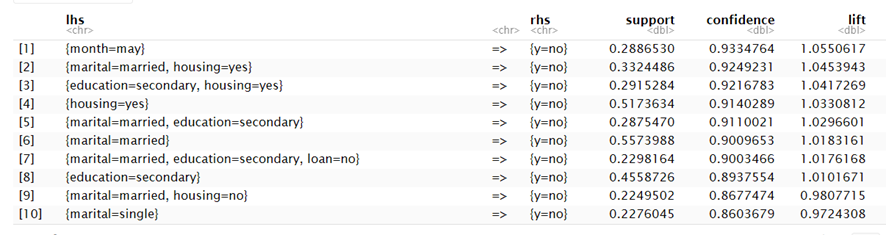 lhs rhs support confidence lift
<chr> <chr> <chr> <dbl> <dbl> <dbl>
[1] {month=may} => {y=no} 0.2886530 0.9334764 1.0550617
[2] {marital=married, housing=yes} => {y=no} 0.3324486 0.9249231 1.0453943
[3] {education=secondary, housing=yes} => {y=no} 0.2915284 0.9216783 1.0417269
[4] {housing=yes} => {y=no} 0.5173634 0.9140289 1.0330812
[5] {marital=married, education=secondary} => {y=no} 0.2875470 0.9110021 1.0296601
[6] {marital=married} => {y=no} 0.5573988 0.9009653 1.0183161
[7] {marital=married, education=secondary, loan=no} => {y=no} 0.2298164 0.9003466 1.0176168
[8] {education=secondary} => {y=no} 0.4558726 0.8937554 1.0101671
[9] {marital=married, housing=no} => {y=no} 0.2249502 0.8677474 0.9807715
[10] {marital=single} => {y=no} 0.2276045 0.8603679 0.9724308